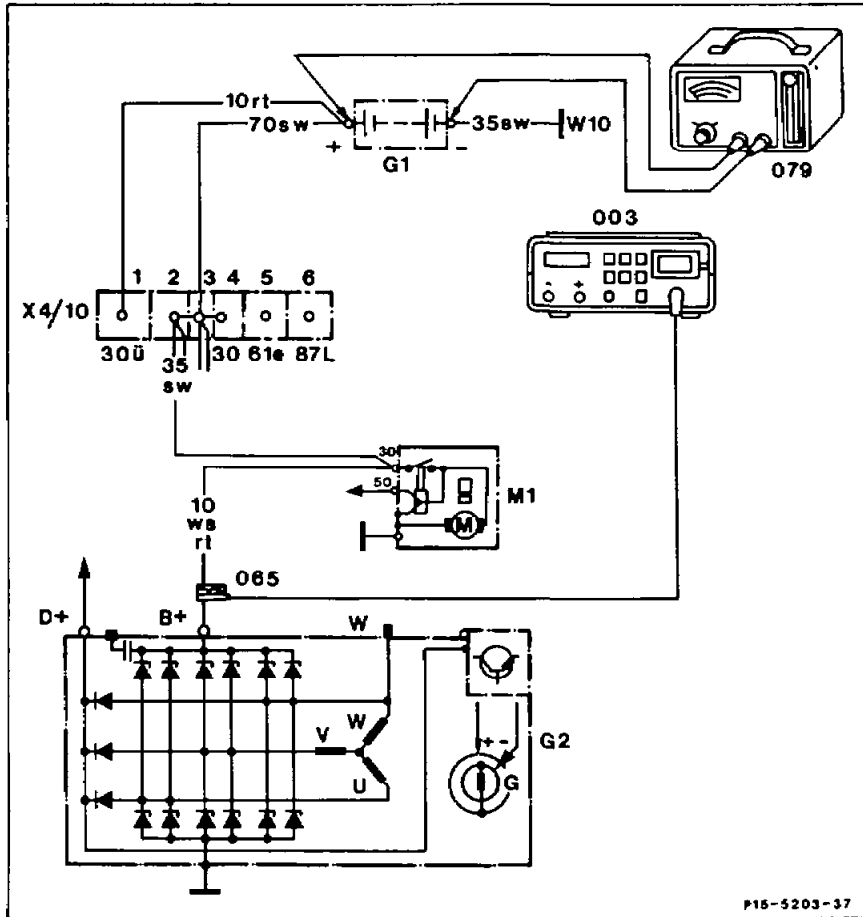 10rt
70sw
+
G1
-
35sw
W10
079
003
X4/10
1 2 3 4 5 6
30ü 30 61e 87L
35
sw
30
50
M
M1
10
ws
rt
065
D+
B+
W
V
W
U
+ -
G
G2
- +
P15-5203-37